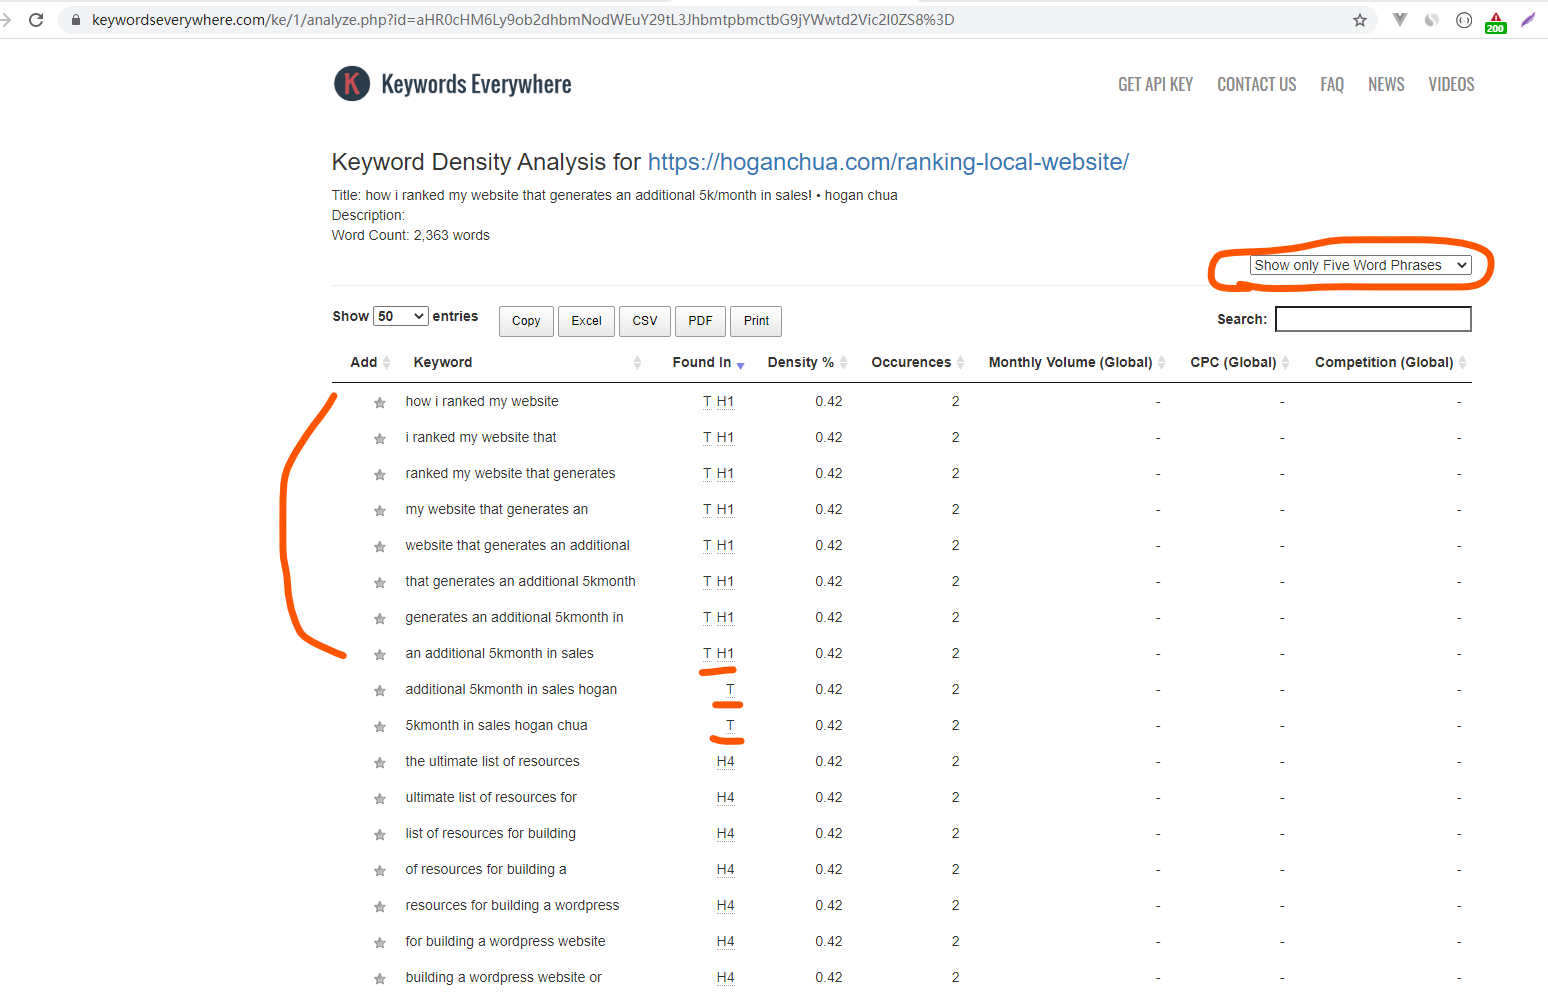 keywordseverywhere.com/ke/1/analyze.php?id=aHR0cHM6Ly9ob2dhbmNodWEuY29tL3JhbmtpbmctbG9jYWwtd2Vic2l0ZS8%3D
200
K Keywords Everywhere
GET API KEY CONTACT US FAQ NEWS VIDEOS
Keyword Density Analysis for https://hoganchua.com/ranking-local-website/
Title: how i ranked my website that generates an additional 5k/month in sales! • hogan chua
Description:
Word Count: 2,363 words
Show only Five Word Phrases
Show 50 entries Copy Excel CSV PDF Print Search:
Add Keyword Found In Density % Occurences Monthly Volume (Global) CPC (Global) Competition (Global)
how i ranked my website T H1 0.42 2 - - -
i ranked my website that T H1 0.42 2 - - -
ranked my website that generates T H1 0.42 2 - - -
my website that generates an T H1 0.42 2 - - -
website that generates an additional T H1 0.42 2 - - -
that generates an additional 5kmonth T H1 0.42 2 - - -
generates an additional 5kmonth in T H1 0.42 2 - - -
an additional 5kmonth in sales T H1 0.42 2 - - -
additional 5kmonth in sales hogan T 0.42 2 - - -
5kmonth in sales hogan chua T 0.42 2 - - -
the ultimate list of resources H4 0.42 2 - - -
ultimate list of resources for H4 0.42 2 - - -
list of resources for building H4 0.42 2 - - -
of resources for building a H4 0.42 2 - - -
resources for building a wordpress H4 0.42 2 - - -
for building a wordpress website H4 0.42 2 - - -
building a wordpress website or H4 0.42 2 - - -